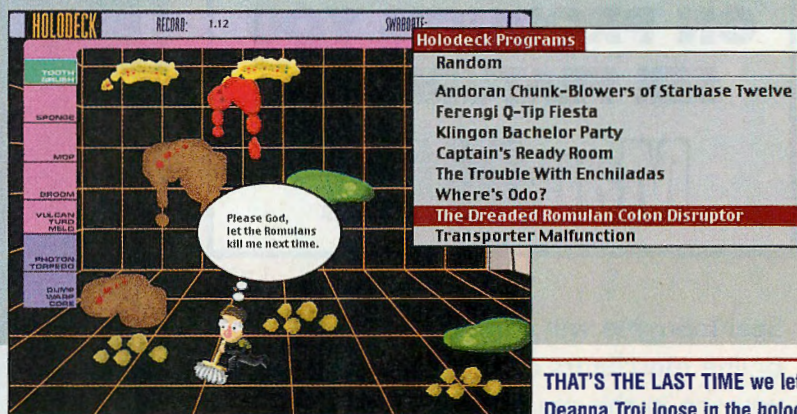 HOLODECK
RECORD: 1.12
TOOTH
BRUSH
SPONGE
MOP
BROOM
VULCAN
TURD
MELD
PHOTON
TORPEDO
DUMP
WARP
CORE
Please God,
let the Romulans
kill me next time.
Holodeck Programs
Random
Andoran Chunk-Blowers of Starbase Twelve
Ferengi Q-Tip Fiesta
Klingon Bachelor Party
Captain's Ready Room
The Trouble With Enchiladas
Where's Odo?
The Dreaded Romulan Colon Disruptor
Transporter Malfunction
THAT'S THE LAST TIME we let
Deanna Troi loose in the